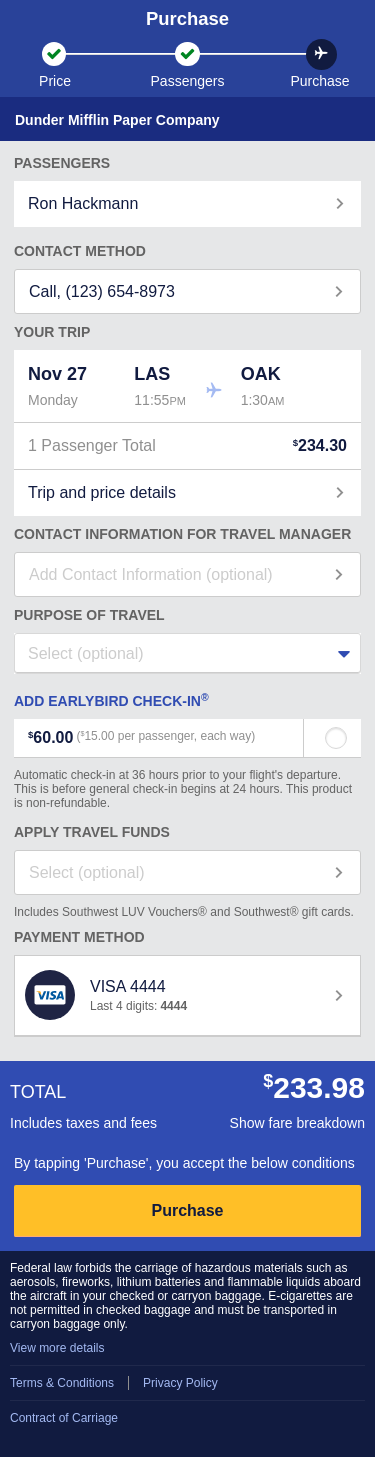 Purchase
Price
Passengers
Purchase
Dunder Mifflin Paper Company
PASSENGERS
Ron Hackmann
CONTACT METHOD
Call, (123) 654-8973
YOUR TRIP
Nov 27 LAS OAK
Monday 11:55PM 1:30AM
1 Passenger Total $234.30
Trip and price details
CONTACT INFORMATION FOR TRAVEL MANAGER
Add Contact Information (optional)
PURPOSE OF TRAVEL
Select (optional)
ADD EARLYBIRD CHECK-IN®
$60.00 ($15.00 per passenger, each way)
Automatic check-in at 36 hours prior to your flight's departure.
This is before general check-in begins at 24 hours. This product
is non-refundable.
APPLY TRAVEL FUNDS
Select (optional)
Includes Southwest LUV Vouchers® and Southwest® gift cards.
PAYMENT METHOD
VISA
VISA 4444
Last 4 digits: 4444
TOTAL $233.98
Includes taxes and fees Show fare breakdown
By tapping 'Purchase', you accept the below conditions
Purchase
Federal law forbids the carriage of hazardous materials such as
aerosols, fireworks, lithium batteries and flammable liquids aboard
the aircraft in your checked or carryon baggage. E-cigarettes are
not permitted in checked baggage and must be transported in
carryon baggage only.
View more details
Terms & Conditions Privacy Policy
Contract of Carriage